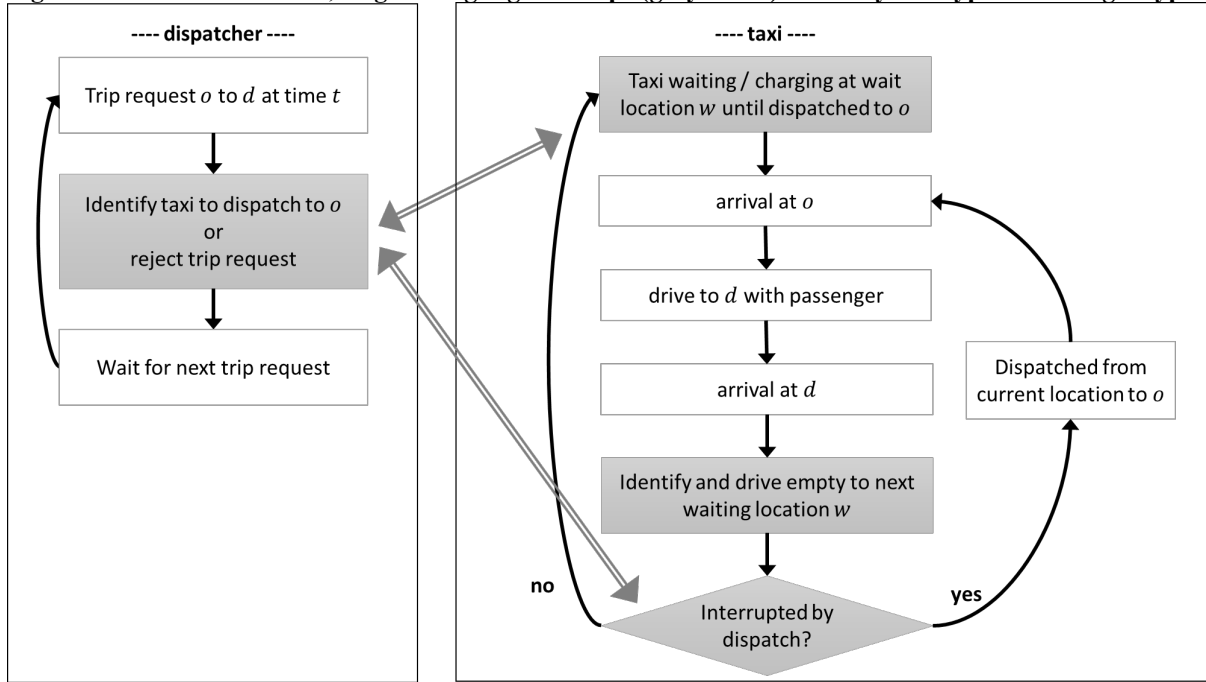 ---- dispatcher ----
Trip request o to d at time t
Identify taxi to dispatch to o
or
reject trip request
Wait for next trip request
---- taxi ----
Taxi waiting / charging at wait
location w until dispatched to o
arrival at o
drive to d with passenger
arrival at d
Dispatched from
current location to o
Identify and drive empty to next
waiting location w
no
yes
Interrupted by
dispatch?